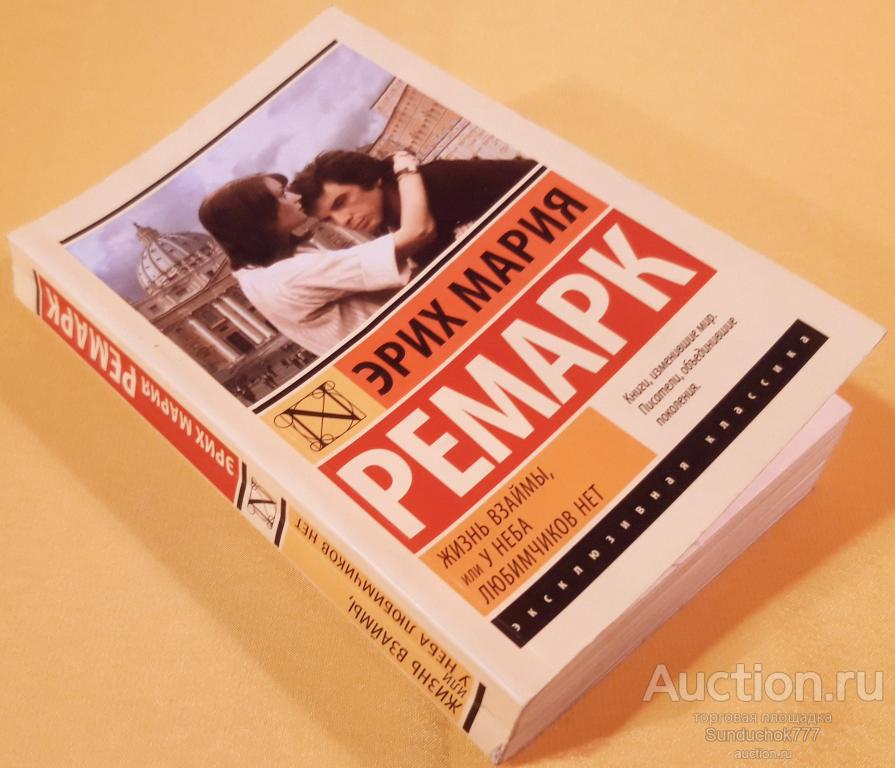 ЭРИХ МАРИЯ
РЕМАРК
Книги, изменившие мир.
Писатели, объединившие
поколения.
ЖИЗНЬ ВЗАЙМЫ,
ИЛИ У НЕБА
ЛЮБИМЧИКОВ НЕТ
эксклюзивная классика
ЭРИХ МАРИЯ РЕМАРК
ЖИЗНЬ ВЗАЙМЫ,
ИЛИ
У НЕБА ЛЮБИМЧИКОВ НЕТ
Auction.ru
торговая площадка
Sunduchok777
auction.ru